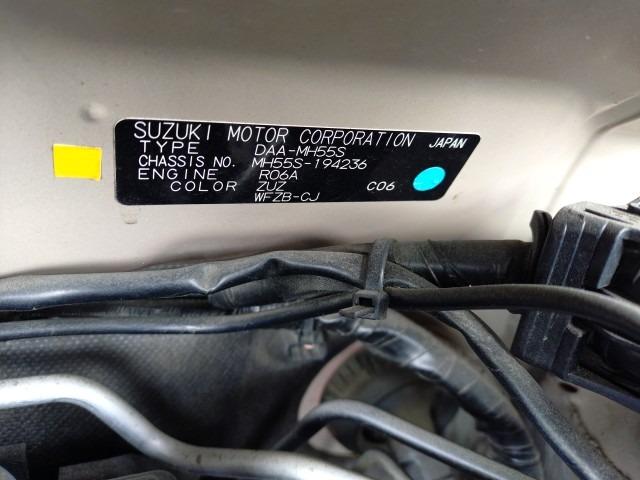 SUZUKI MOTOR CORPORATION JAPAN
TYPE DAA-MH55S
CHASSIS NO. MH55S-194236
ENGINE R06A
COLOR ZUZ C06
WFZB-CJ